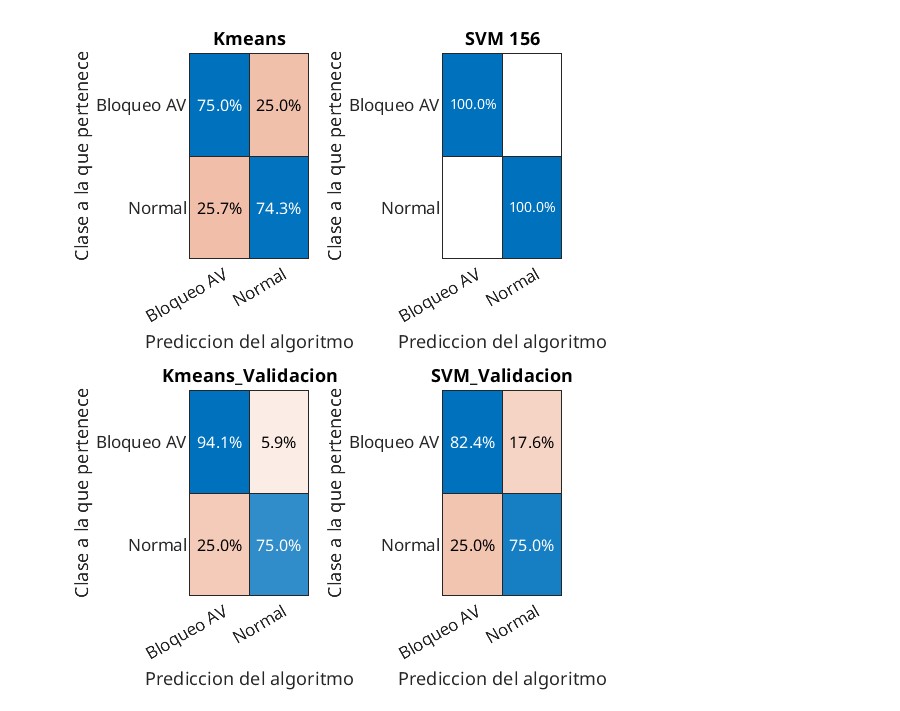 Kmeans
Clase a la que pertenece
Bloqueo AV
75.0%
25.0%
Normal
25.7%
74.3%
Bloqueo AV
Normal
Prediccion del algoritmo
SVM 156
Clase a la que pertenece
Bloqueo AV
100.0%
Normal
100.0%
Bloqueo AV
Normal
Prediccion del algoritmo
Kmeans_Validacion
Clase a la que pertenece
Bloqueo AV
94.1%
5.9%
Normal
25.0%
75.0%
Bloqueo AV
Normal
Prediccion del algoritmo
SVM_Validacion
Clase a la que pertenece
Bloqueo AV
82.4%
17.6%
Normal
25.0%
75.0%
Bloqueo AV
Normal
Prediccion del algoritmo